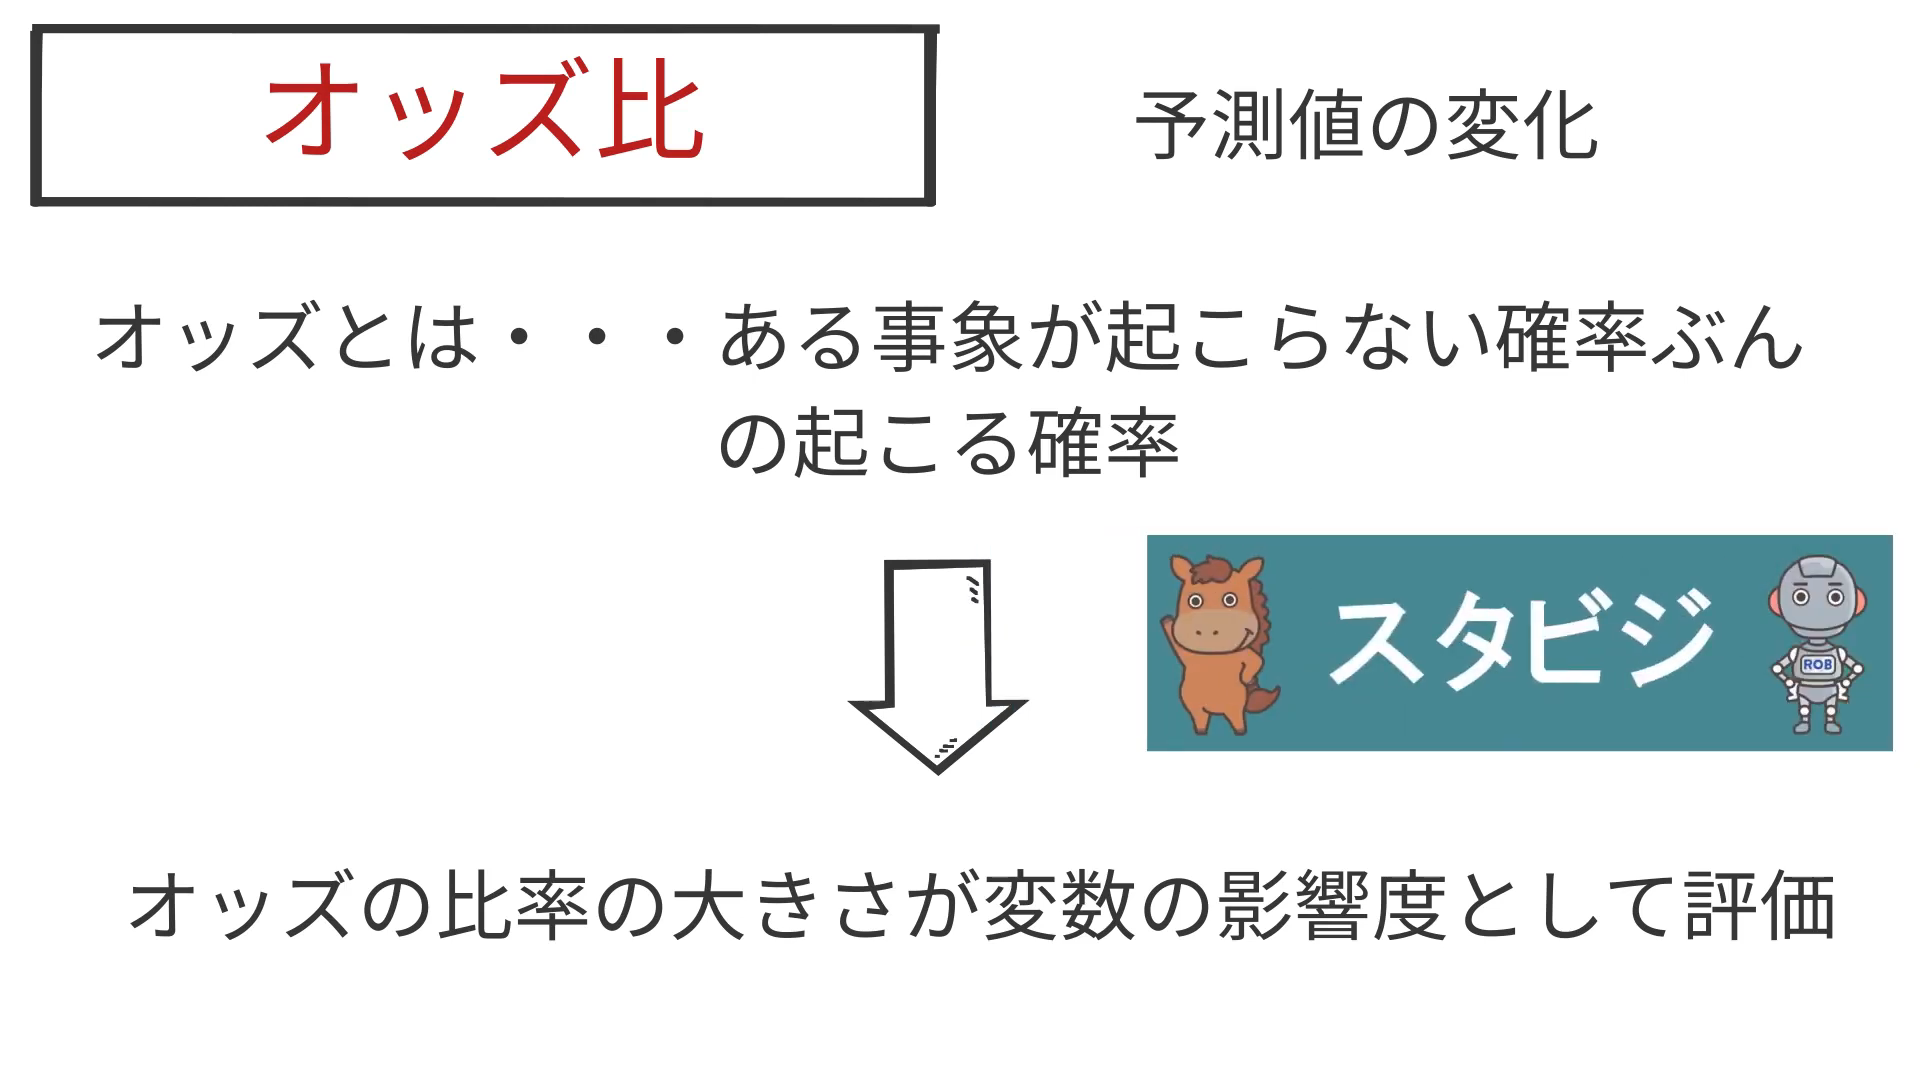 オッズ比
予測値の変化
オッズとは・・・ある事象が起こらない確率ぶん
の起こる確率
スタビジ
ROB
オッズの比率の大きさが変数の影響度として評価